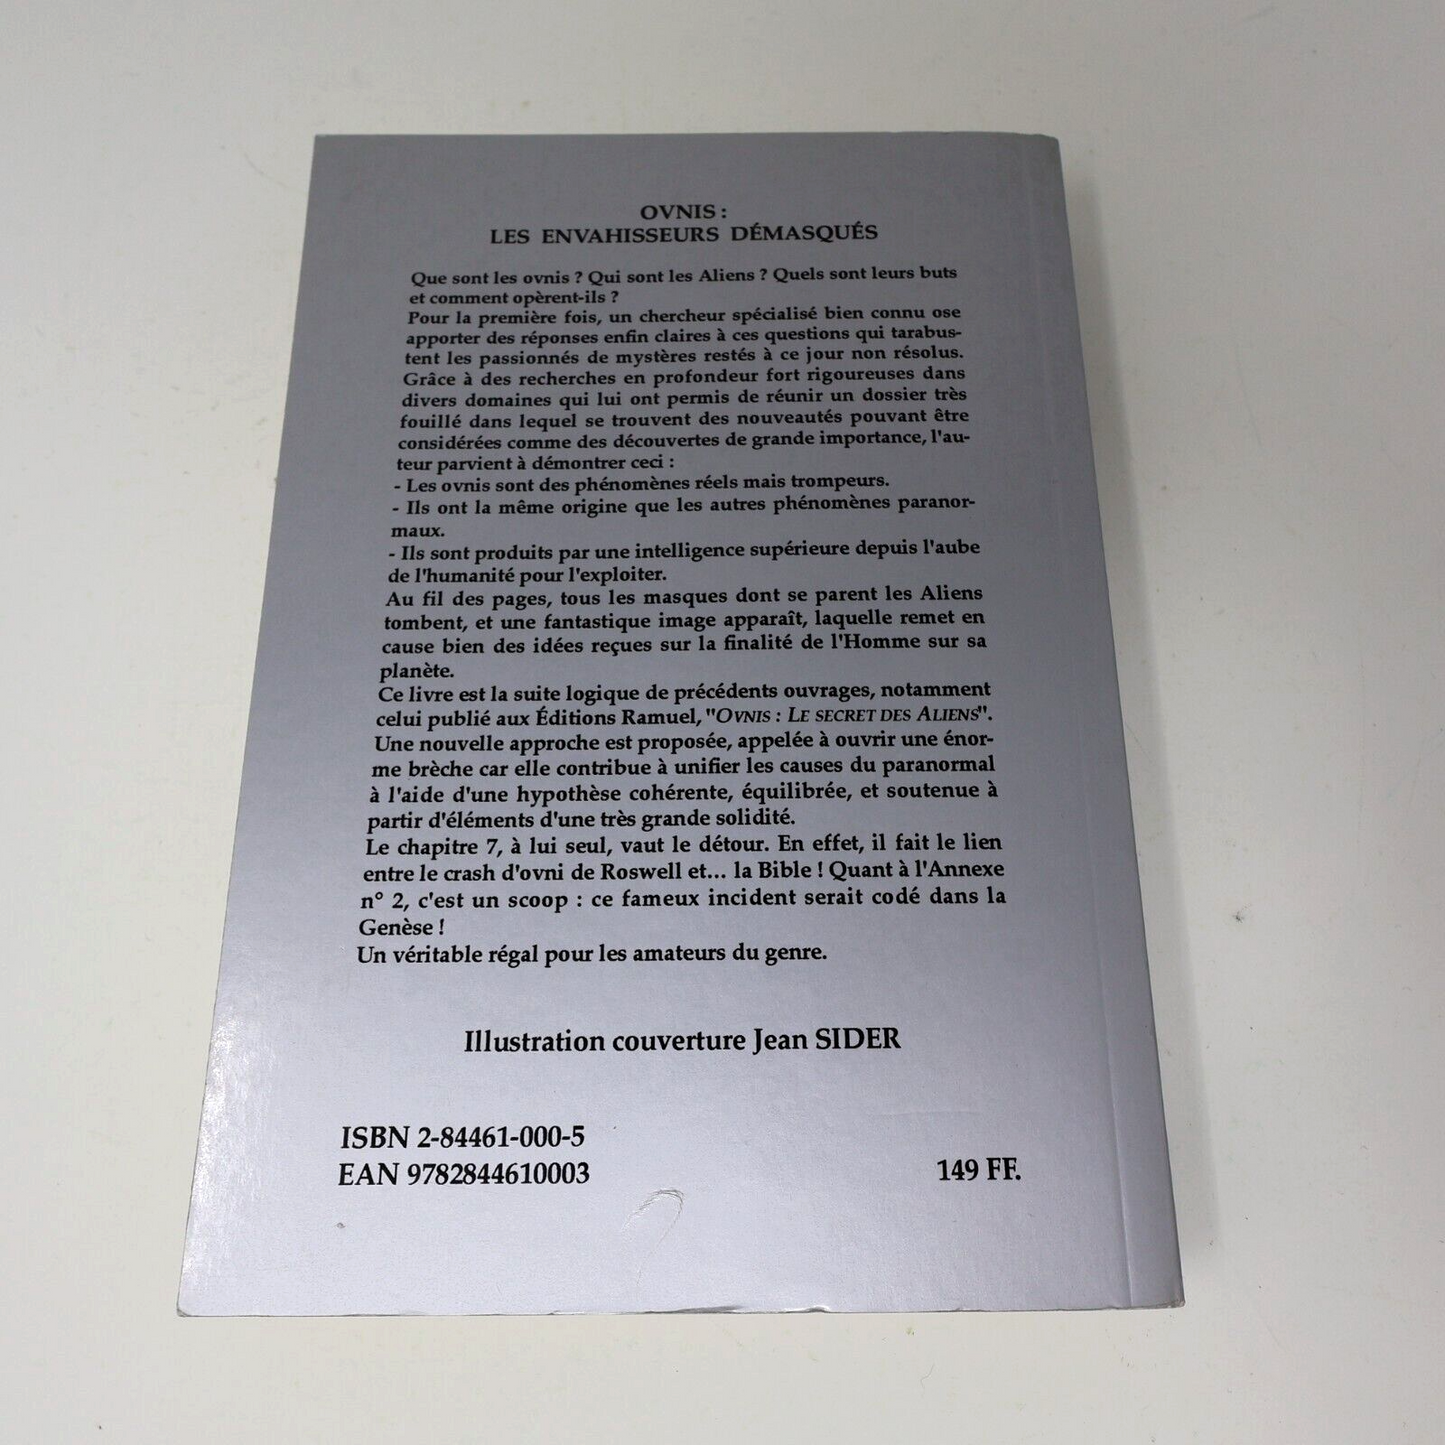 OVNIS :
LES ENVAHISSEURS DÉMASQUÉS
Que sont les ovnis ? Qui sont les Aliens ? Quels sont leurs buts
et comment opèrent-ils ?
Pour la première fois, un chercheur spécialisé bien connu ose
apporter des réponses enfin claires à ces questions qui tarabus-
tent les passionnés de mystères restés à ce jour non résolus.
Grâce à des recherches en profondeur fort rigoureuses dans
divers domaines qui lui ont permis de réunir un dossier très
fouillé dans lequel se trouvent des nouveautés pouvant être
considérées comme des découvertes de grande importance, l'au-
teur parvient à démontrer ceci :
- Les ovnis sont des phénomènes réels mais trompeurs.
- Ils ont la même origine que les autres phénomènes paranor-
maux.
- Ils sont produits par une intelligence supérieure depuis l'aube
de l'humanité pour l'exploiter.
Au fil des pages, tous les masques dont se parent les Aliens
tombent, et une fantastique image apparaît, laquelle remet en
cause bien des idées reçues sur la finalité de l'Homme sur sa
planète.
Ce livre est la suite logique de précédents ouvrages, notamment
celui publié aux Éditions Ramuel, "OVNIS : LE SECRET DES ALIENS".
Une nouvelle approche est proposée, appelée à ouvrir une énor-
me brèche car elle contribue à unifier les causes du paranormal
à l'aide d'une hypothèse cohérente, équilibrée, et soutenue à
partir d'éléments d'une très grande solidité.
Le chapitre 7, à lui seul, vaut le détour. En effet, il fait le lien
entre le crash d'ovni de Roswell et... la Bible ! Quant à l'Annexe
n° 2, c'est un scoop : ce fameux incident serait codé dans la
Genèse !
Un véritable régal pour les amateurs du genre.
Illustration couverture Jean SIDER
ISBN 2-84461-000-5
EAN 9782844610003
149 FF.